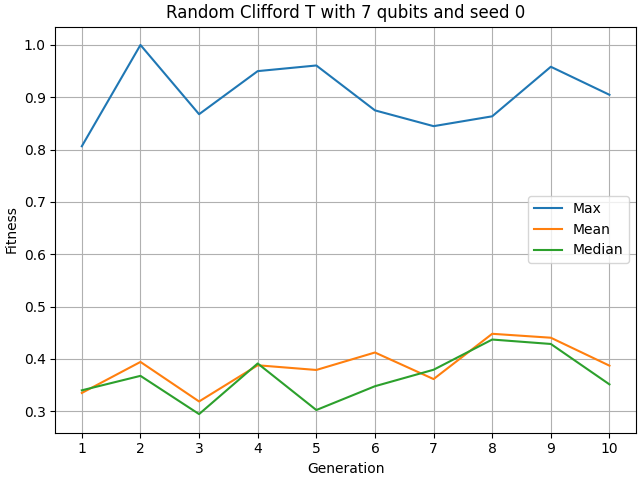 Random Clifford T with 7 qubits and seed 0
1.0
0.9
0.8
0.7
0.6
0.5
0.4
0.3
Fitness
Max
Mean
Median
1 2 3 4 5 6 7 8 9 10
Generation